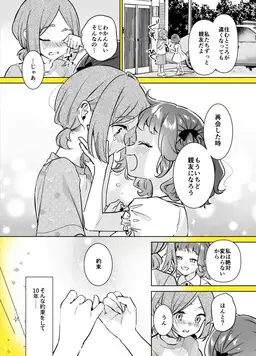 住むところが
遠くなっても
私たちずっと
親友だよ
わかんない
じゃん
そんなの…
…じゃあ
再会した時
もういちど
親友になろう
私は絶対
変わらない
から
ほんと?
うん
約束
そんな約束をして
10年